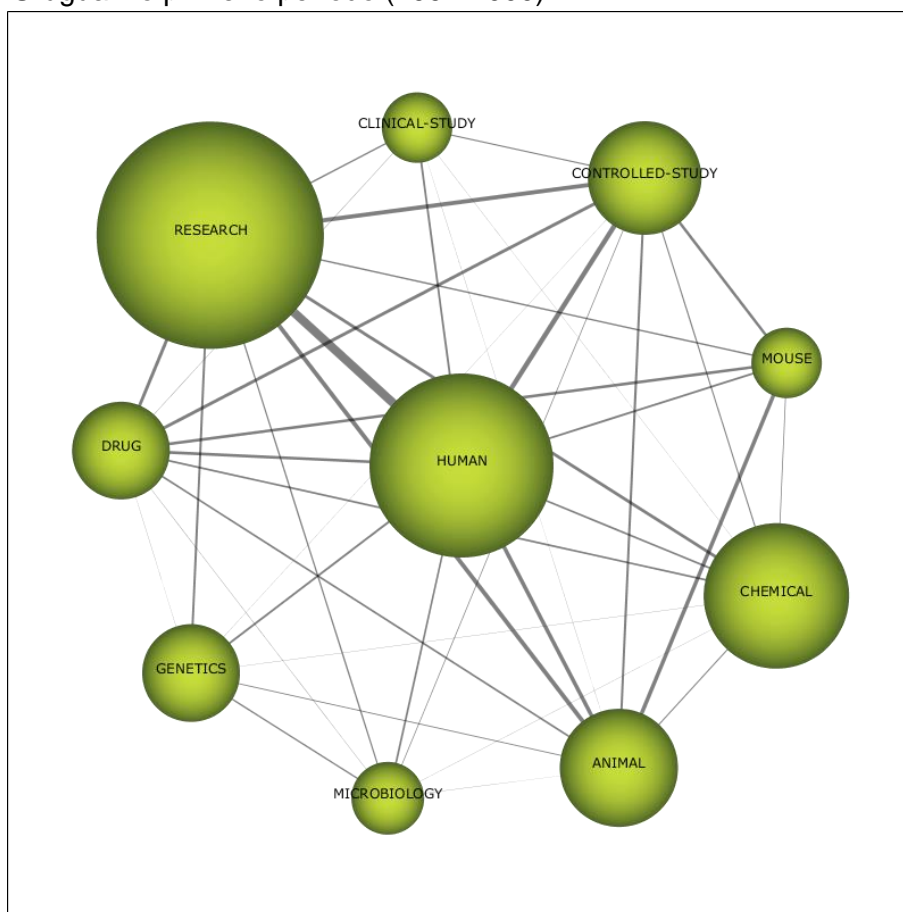 CLINICAL-STUDY
CONTROLLED-STUDY
RESEARCH
MOUSE
DRUG
HUMAN
CHEMICAL
GENETICS
ANIMAL
MICROBIOLOGY